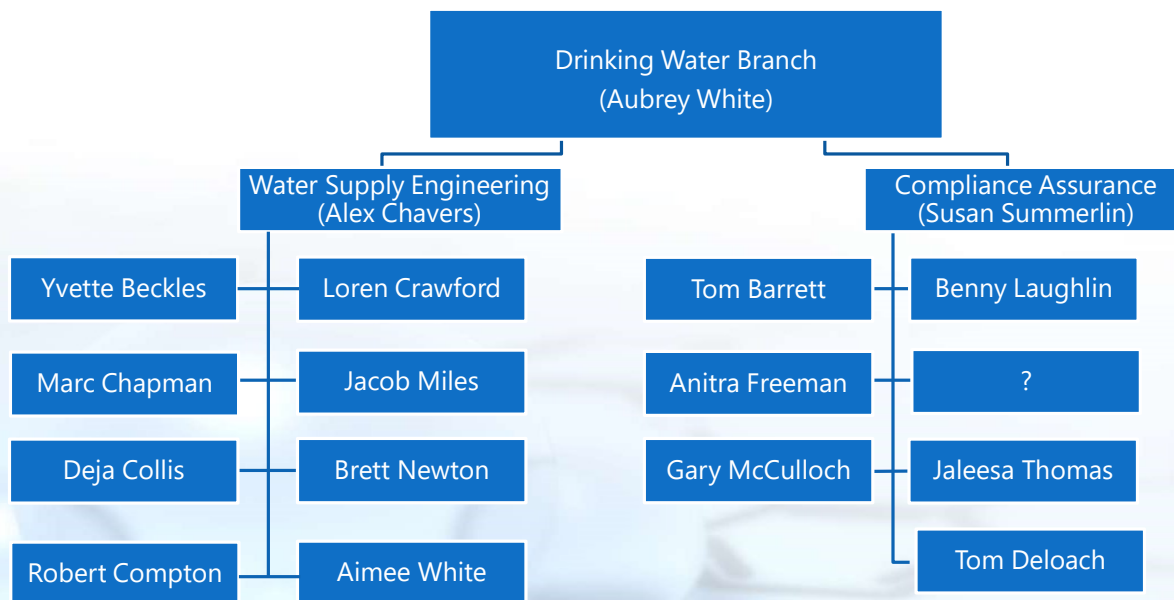 Drinking Water Branch
(Aubrey White)
Water Supply Engineering
(Alex Chavers)
Compliance Assurance
(Susan Summerlin)
Yvette Beckles
Loren Crawford
Marc Chapman
Jacob Miles
Deja Collis
Brett Newton
Robert Compton
Aimee White
Tom Barrett
Benny Laughlin
Anitra Freeman
?
Gary McCulloch
Jaleesa Thomas
Tom Deloach